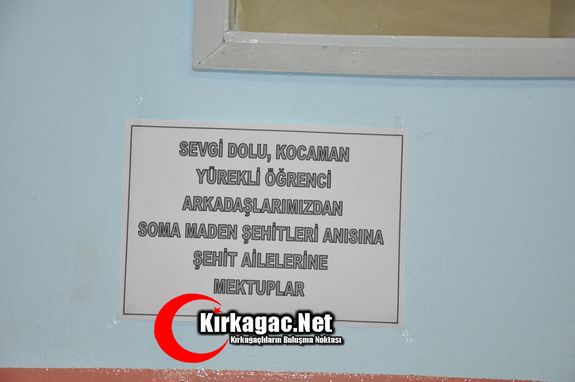 SEVGİ DOLU, KOCAMAN
YÜREKLİ ÖĞRENCİ
ARKADAŞLARIMIZDAN
SOMA MADEN ŞEHİTLERİ ANISINA
ŞEHİT AİLELERİNE
MEKTUPLAR
Kırkagac.Net
Kırkağaçlıların Buluşma Noktası